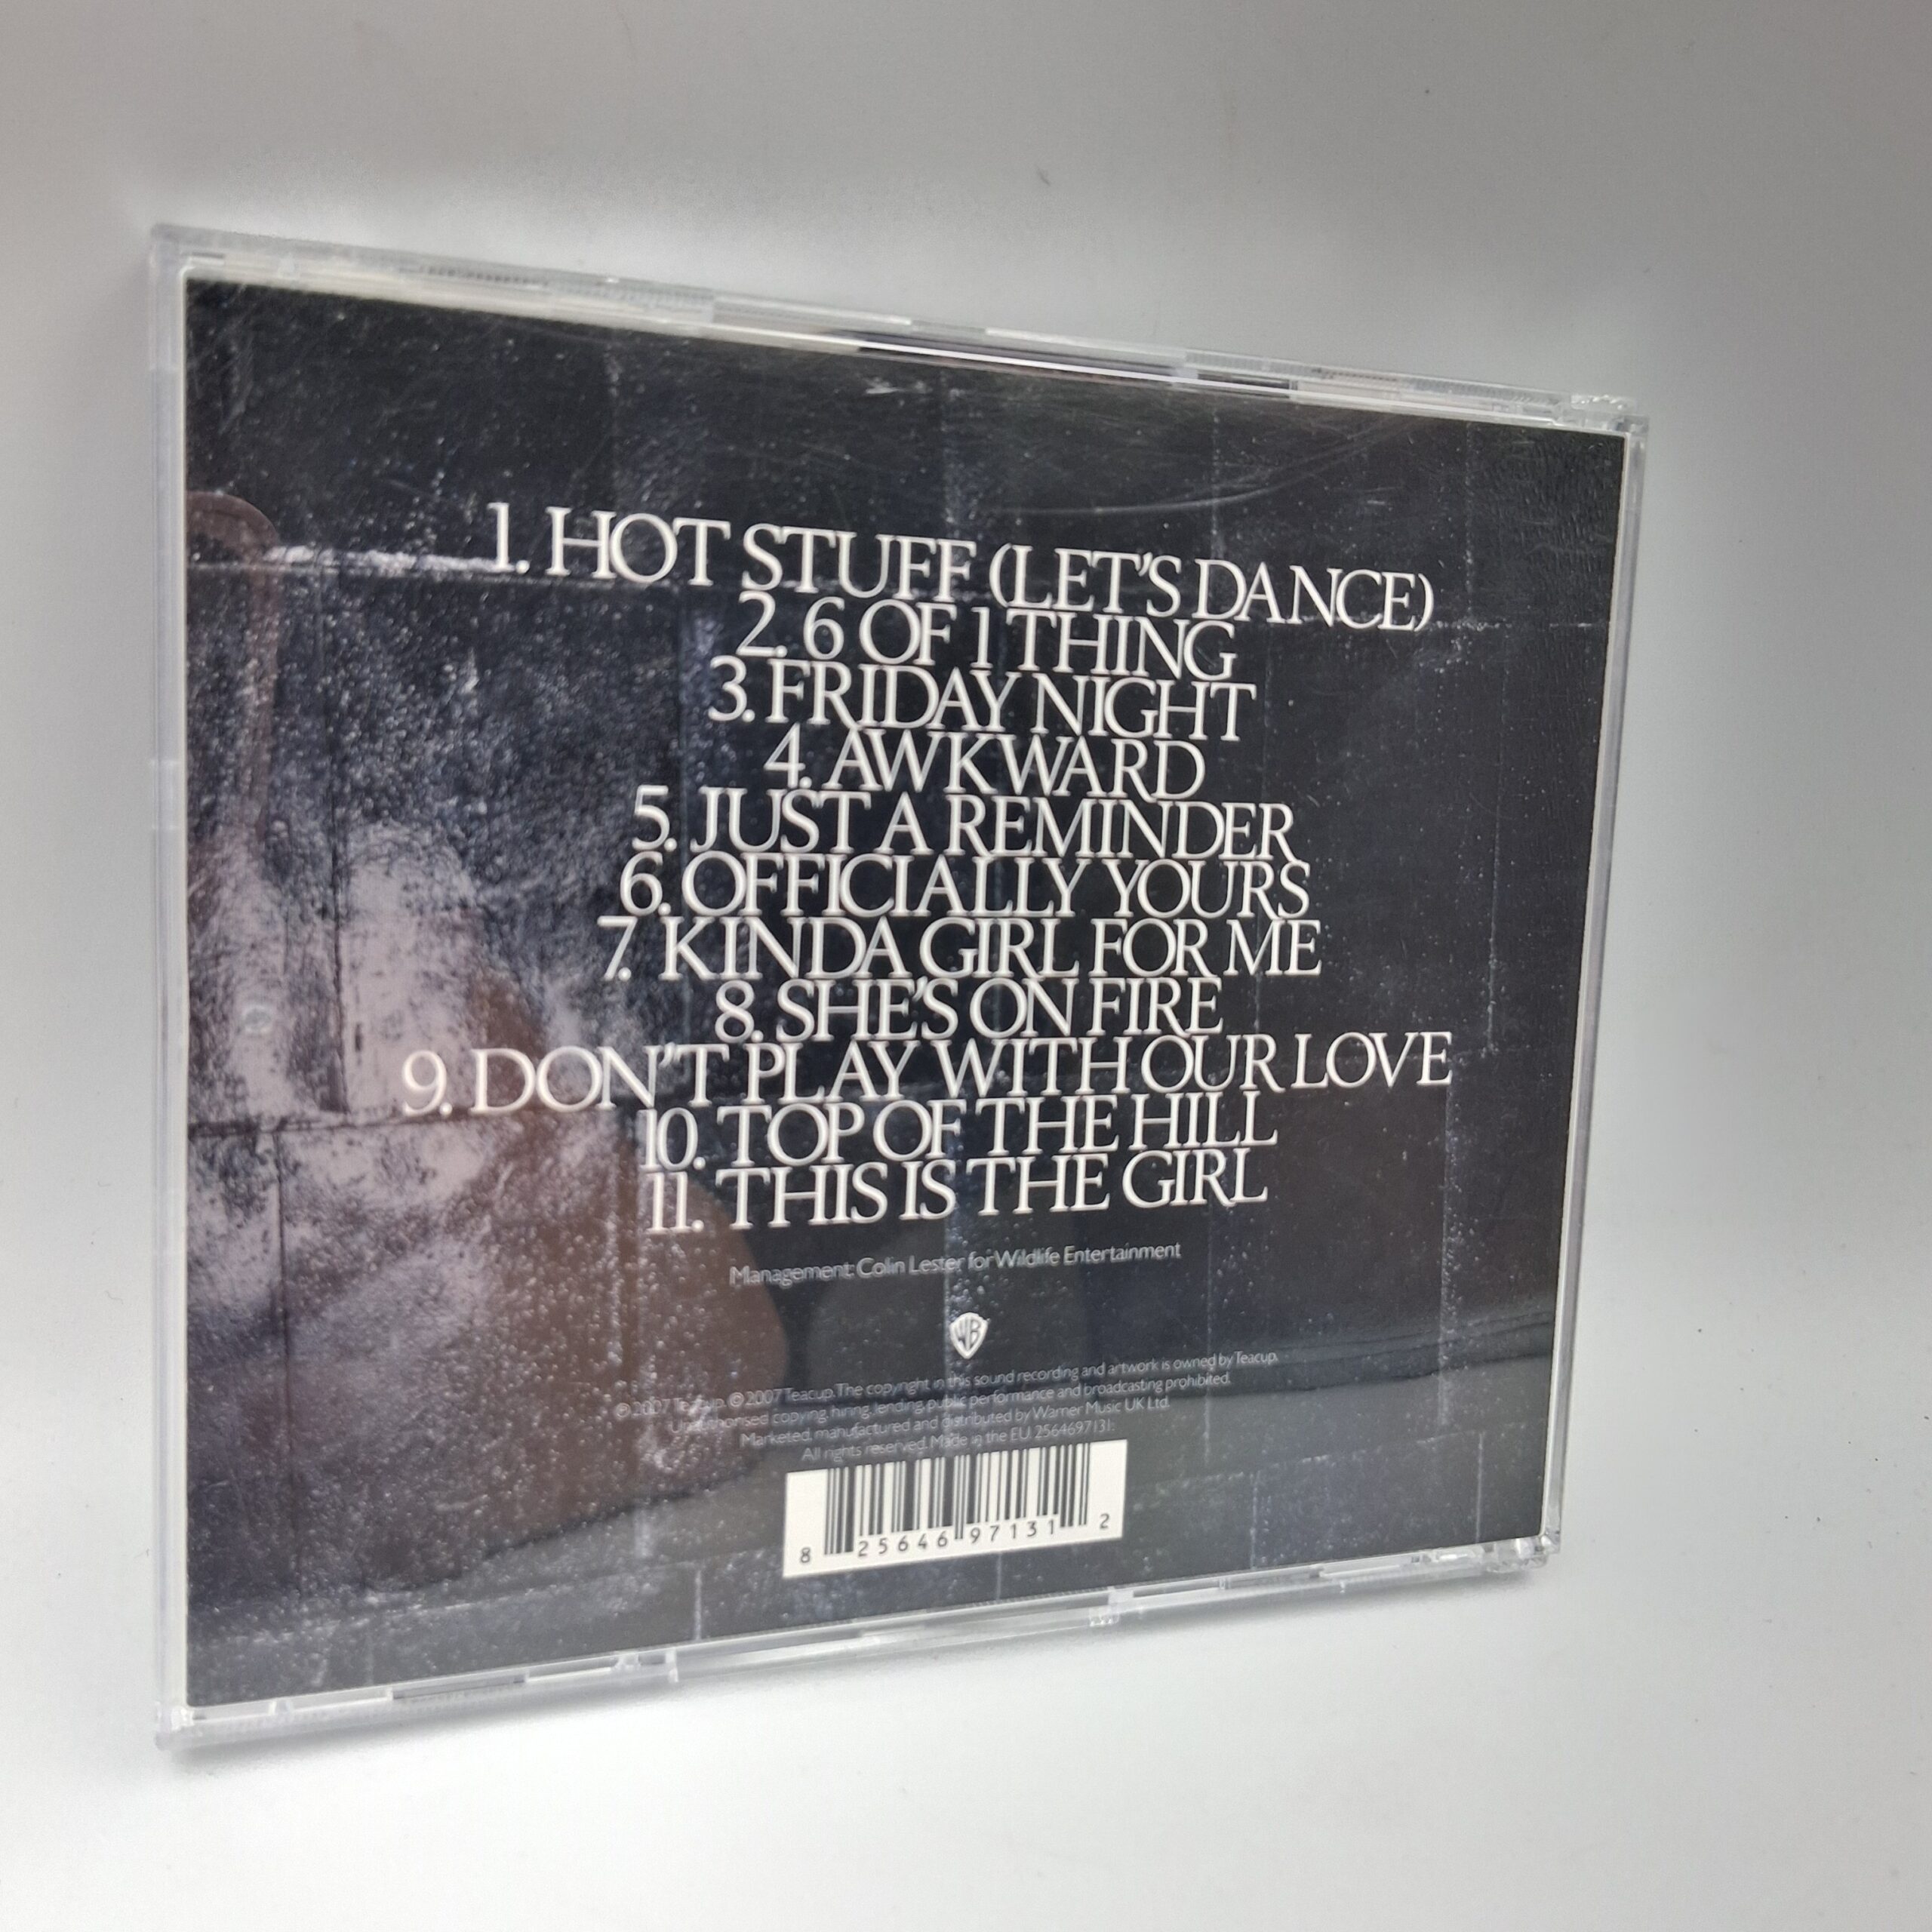 1. HOT STUFF (LET'S DANCE)
2. 6 OF 1 THING
3. FRIDAY NIGHT
4. AWKWARD
5. JUST A REMINDER
6. OFFICIALLY YOURS
7. KINDA GIRL FOR ME
8. SHE'S ON FIRE
9. DON'T PLAY WITH OUR LOVE
10. TOP OF THE HILL
11. THIS IS THE GIRL
Management: Colin Lester for Wildlife Entertainment
WB
℗ 2007 Teacup. © 2007 Teacup. The copyright in this sound recording and artwork is owned by Teacup.
Unauthorised copying, hiring, lending, public performance and broadcasting prohibited.
Marketed, manufactured and distributed by Warner Music UK Ltd.
All rights reserved. Made in the EU 2564697131
8 25646 97131 2